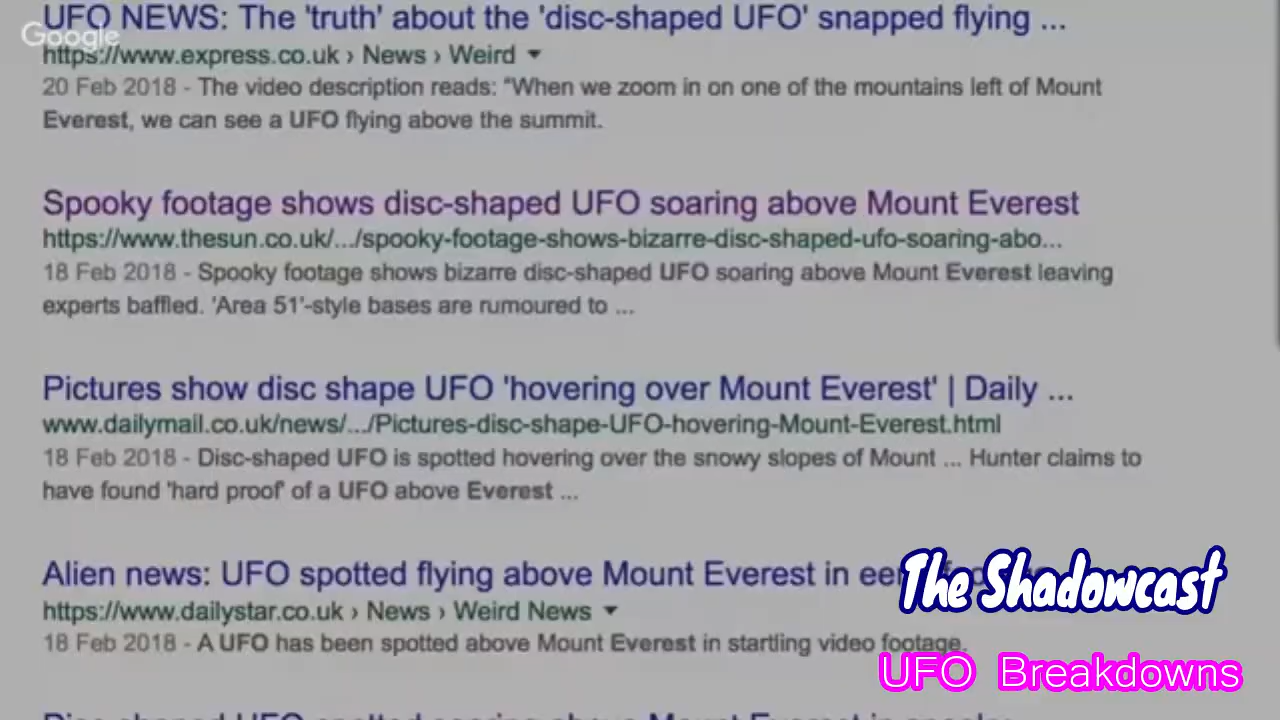 UFO NEWS: The 'truth' about the 'disc-shaped UFO' snapped flying ...
Google
https://www.express.co.uk › News › Weird
20 Feb 2018 - The video description reads: "When we zoom in on one of the mountains left of Mount
Everest, we can see a UFO flying above the summit.
Spooky footage shows disc-shaped UFO soaring above Mount Everest
https://www.thesun.co.uk/.../spooky-footage-shows-bizarre-disc-shaped-ufo-soaring-abo...
18 Feb 2018 - Spooky footage shows bizarre disc-shaped UFO soaring above Mount Everest leaving
experts baffled. 'Area 51'-style bases are rumoured to ...
Pictures show disc shape UFO 'hovering over Mount Everest' | Daily ...
www.dailymail.co.uk/news/.../Pictures-disc-shape-UFO-hovering-Mount-Everest.html
18 Feb 2018 - Disc-shaped UFO is spotted hovering over the snowy slopes of Mount ... Hunter claims to
have found 'hard proof' of a UFO above Everest ...
Alien news: UFO spotted flying above Mount Everest in
The Shadowcast
https://www.dailystar.co.uk › News › Weird News
18 Feb 2018 - A UFO has been spotted above Mount Everest in startling video footage.
UFO Breakdowns
UFO spotted soaring above Mount Everest in